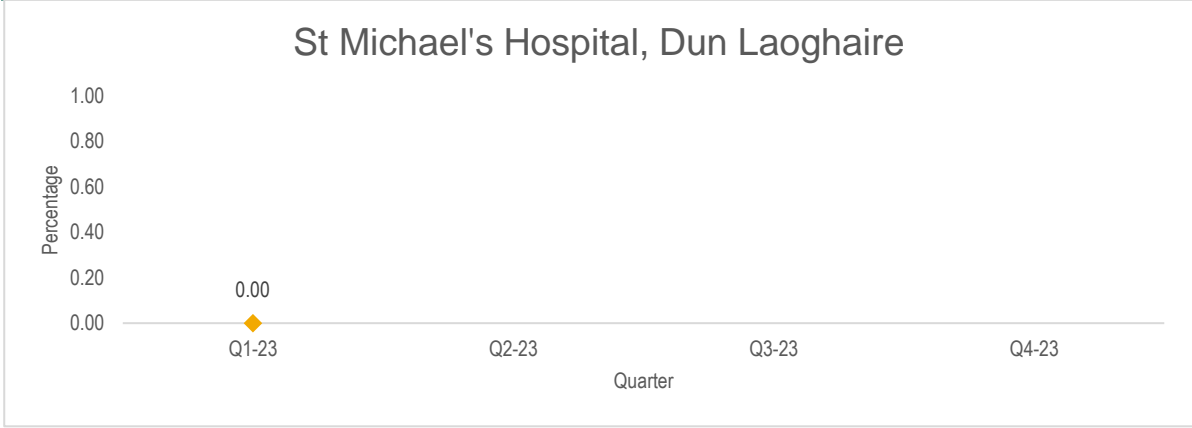 St Michael's Hospital, Dun Laoghaire
1.00
0.80
0.60
0.40
0.20
0.00
Percentage
0.00
Q1-23 Q2-23 Q3-23 Q4-23
Quarter